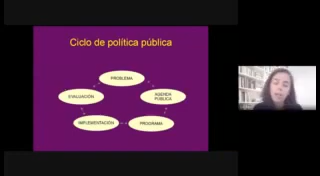 Ciclo de política pública
PROBLEMA
EVALUACIÓN
AGENDA
PÚBLICA
IMPLEMENTACIÓN
PROGRAMA